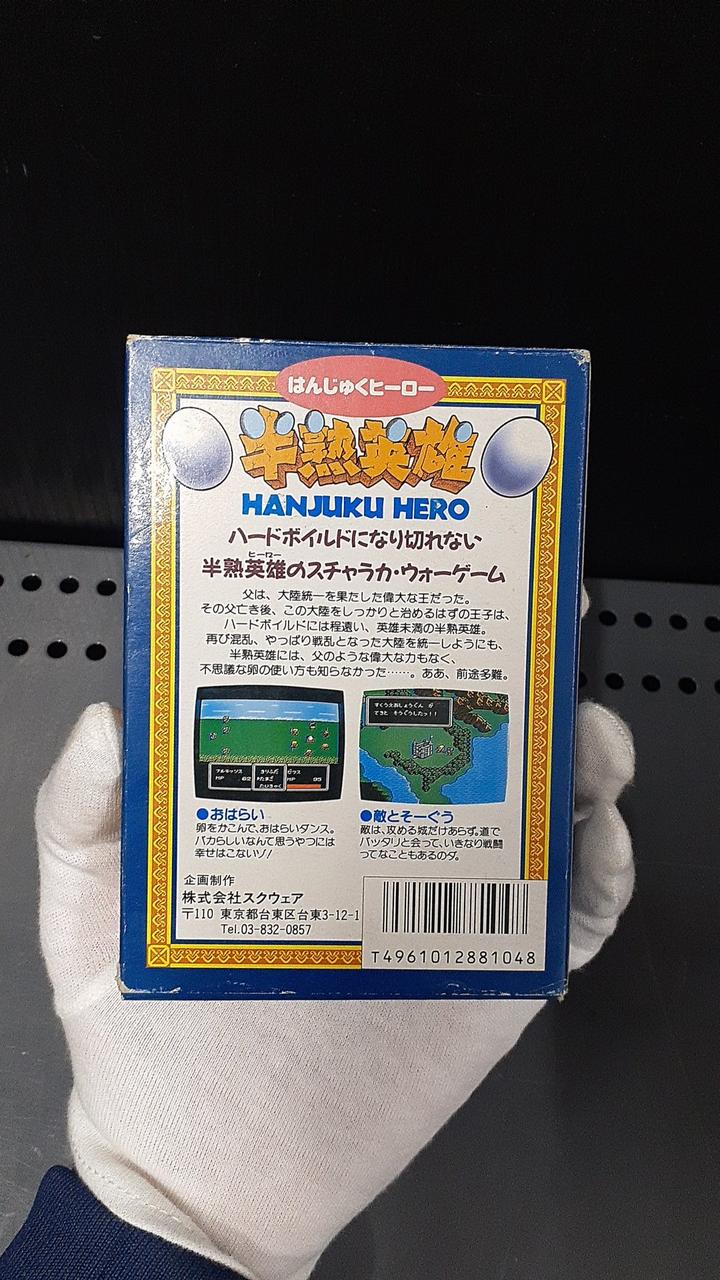 はんじゅくヒーロー
半熟英雄
HANJUKU HERO
ハードボイルドになり切れない
ヒーロー
半熟英雄のスチャラカ・ウォーゲーム
父は、大陸統一を果たした偉大な王だった。
その父亡き後、この大陸をしっかりと治めるはずの王子は、
ハードボイルドには程遠い、英雄未満の半熟英雄。
再び混乱、やっぱり戦乱となった大陸を統一しようにも、
半熟英雄には、父のような偉大な力もなく、
不思議な卵の使い方も知らなかった……。ああ、前途多難。
●おはらい
卵をかこんで、おはらいダンス。
バカらしいなんて思うやつには
幸せはこないゾ!
●敵とそーぐう
敵は、攻める城だけあらず。道で
バッタリと会って、いきなり戦闘
ってなこともあるのダ。
企画制作
株式会社スクウェア
〒110 東京都台東区台東3-12-1
Tel.03-832-0857
T4961012881048